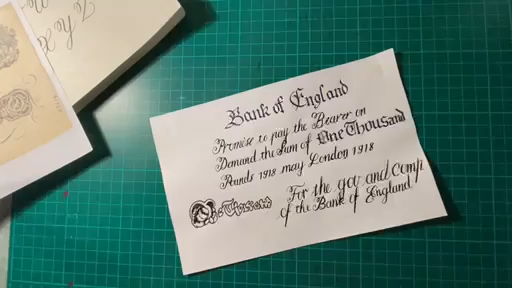 Bank of England
Promise to pay the Bearer on
Demand the Sum of One Thousand
Pounds 1918 may London 1918
For the gov and Comp
of the Bank of England
Thousand